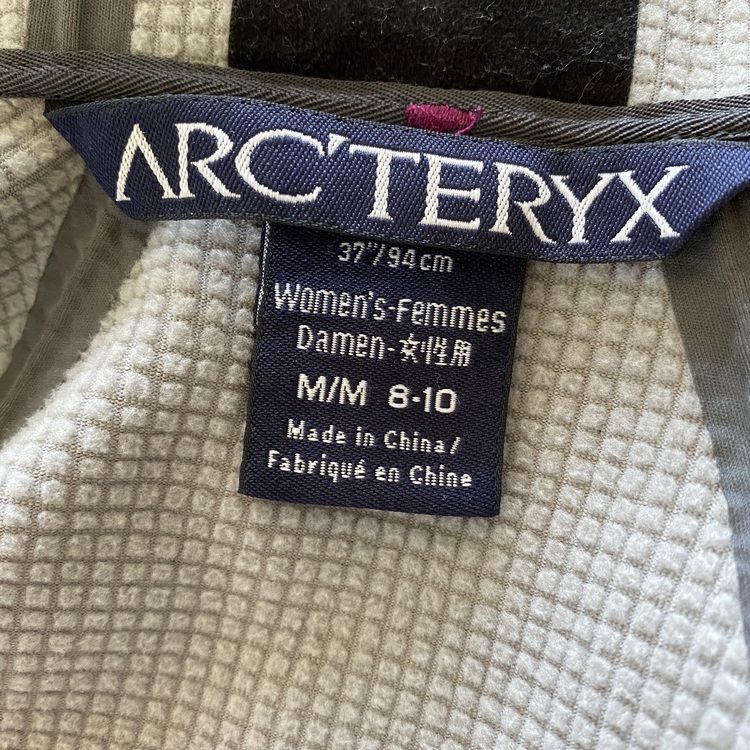 ARC'TERYX
37"/94cm
Women's-Femmes
Damen-女性用
M/M 8-10
Made in China/
Fabriqué en Chine